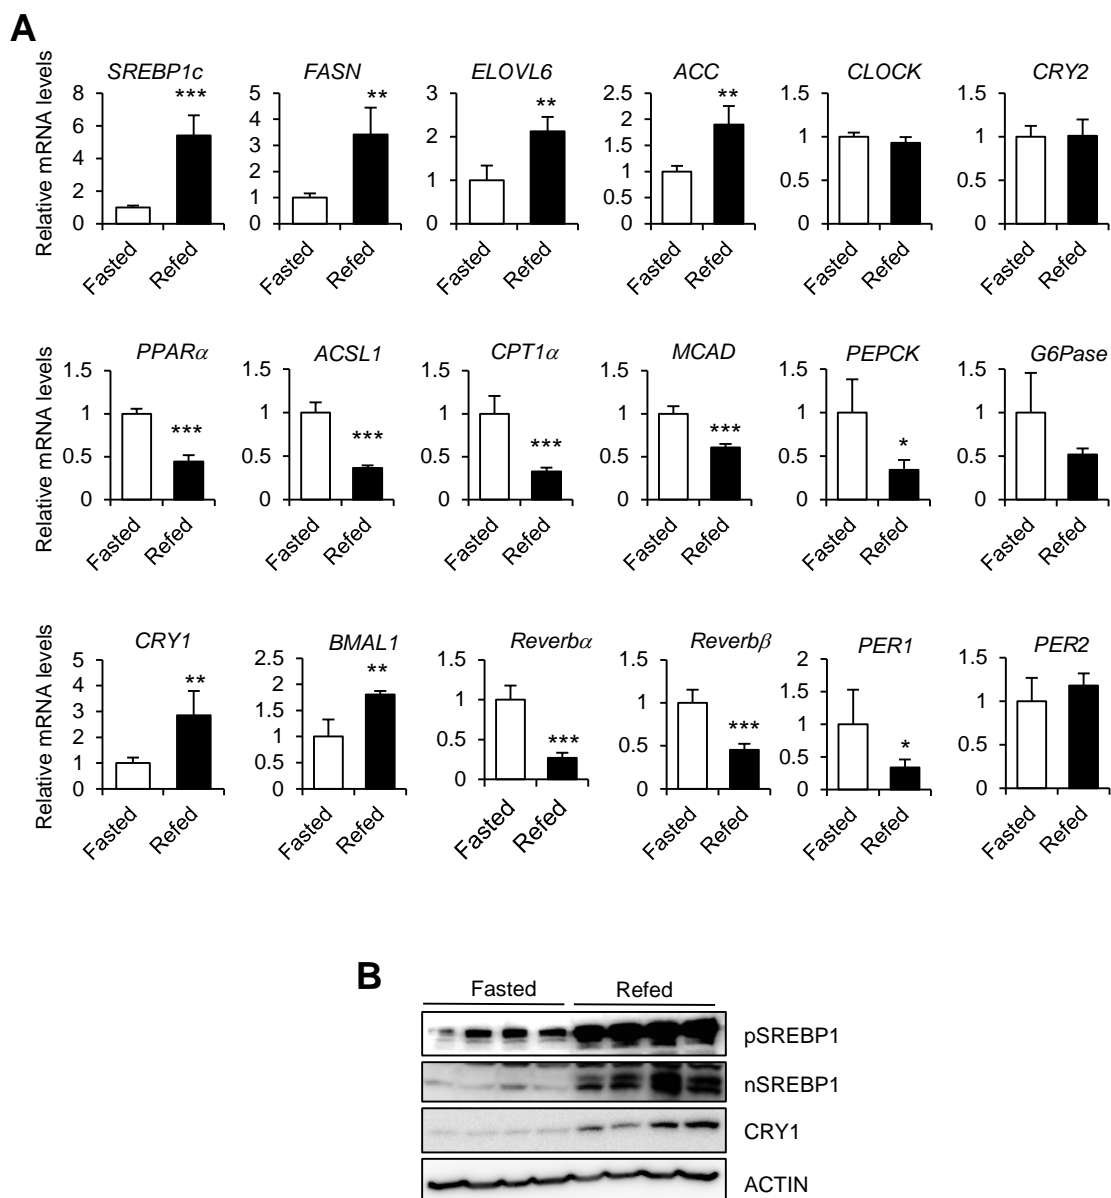 A
SREBP1c FASN ELOVL6 ACC CLOCK CRY2
Relative mRNA levels
8 6 4 2 0
*** 
Fasted Refed
5 4 3 2 1 0
**
Fasted Refed
3 2 1 0
**
Fasted Refed
2.5 2 1.5 1 0.5 0
**
Fasted Refed
1.5 1 0.5 0
Fasted Refed
1.5 1 0.5 0
Fasted Refed
PPARα ACSL1 CPT1α MCAD PEPCK G6Pase
Relative mRNA levels
1.5 1 0.5 0
***
Fasted Refed
1.5 1 0.5 0
***
Fasted Refed
1.5 1 0.5 0
***
Fasted Refed
1.5 1 0.5 0
***
Fasted Refed
1.5 1 0.5 0
*
Fasted Refed
1.5 1 0.5 0
Fasted Refed
CRY1 BMAL1 Reverbα Reverbβ PER1 PER2
Relative mRNA levels
5 4 3 2 1 0
**
Fasted Refed
2.5 2 1.5 1 0.5 0
**
Fasted Refed
1.5 1 0.5 0
***
Fasted Refed
1.5 1 0.5 0
***
Fasted Refed
2 1.5 1 0.5 0
*
Fasted Refed
1.5 1 0.5 0
Fasted Refed
B
Fasted Refed
pSREBP1
nSREBP1
CRY1
ACTIN